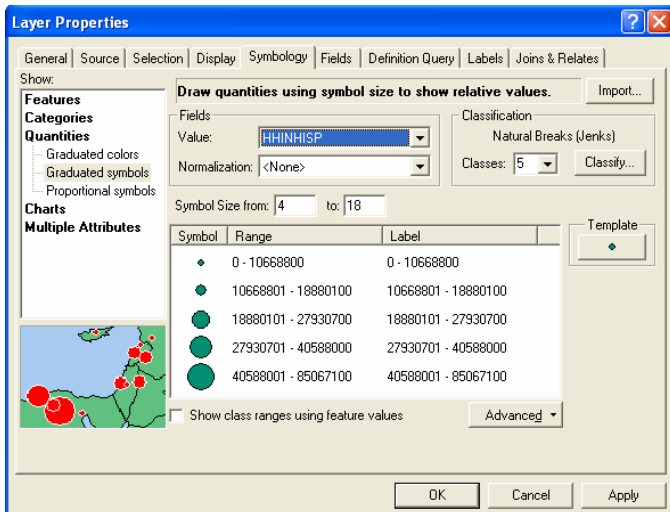 Layer Properties
General Source Selection Display Symbology Fields Definition Query Labels Joins & Relates
Show:
Features
Categories
Quantities
Graduated colors
Graduated symbols
Proportional symbols
Charts
Multiple Attributes
Draw quantities using symbol size to show relative values.
Import...
Fields
Value: HHINHISP
Normalization: <None>
Classification
Natural Breaks (Jenks)
Classes: 5 Classify...
Symbol Size from: 4 to: 18
Template
Symbol Range Label
0 - 10668800 0 - 10668800
10668801 - 18880100 10668801 - 18880100
18880101 - 27930700 18880101 - 27930700
27930701 - 40588000 27930701 - 40588000
40588001 - 85067100 40588001 - 85067100
Show class ranges using feature values
Advanced
OK Cancel Apply